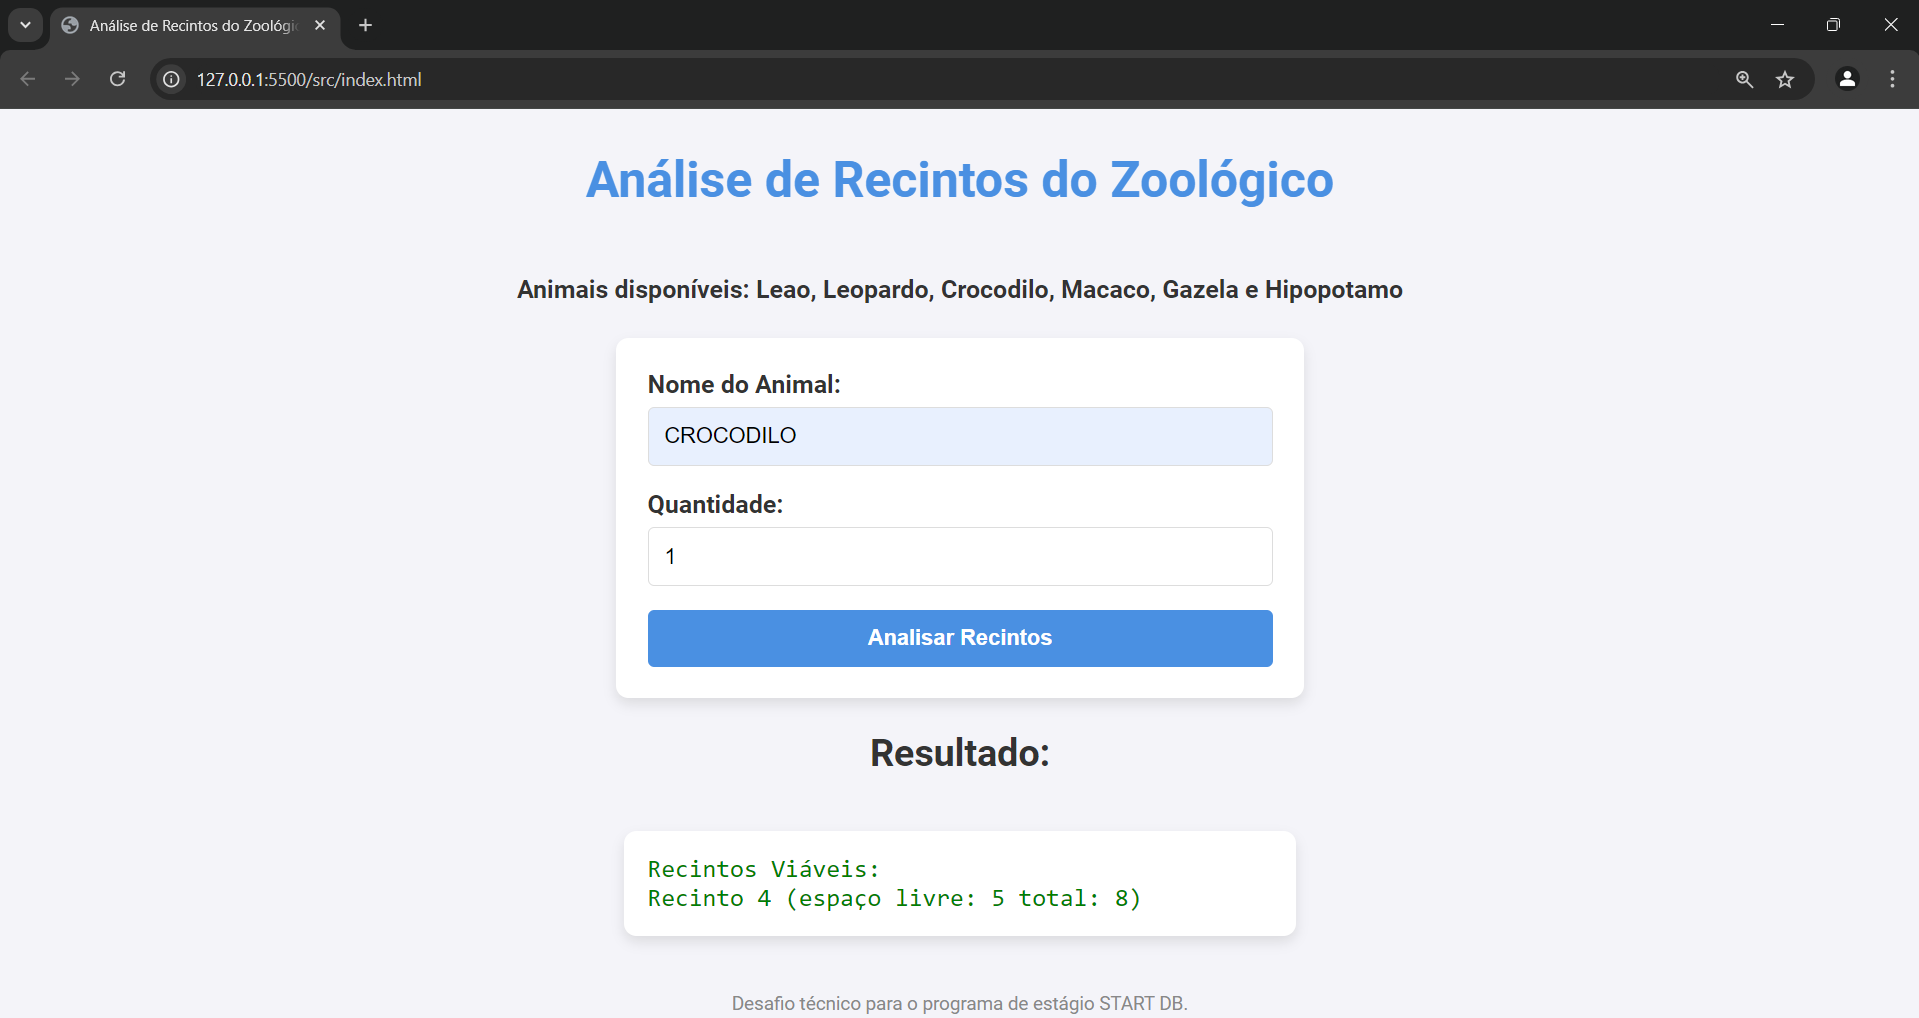 Análise de Recintos do Zoológic
127.0.0.1:5500/src/index.html
Análise de Recintos do Zoológico
Animais disponíveis: Leao, Leopardo, Crocodilo, Macaco, Gazela e Hipopotamo
Nome do Animal:
CROCODILO
Quantidade:
1
Analisar Recintos
Resultado:
Recintos Viáveis:
Recinto 4 (espaço livre: 5 total: 8)
Desafio técnico para o programa de estágio START DB.